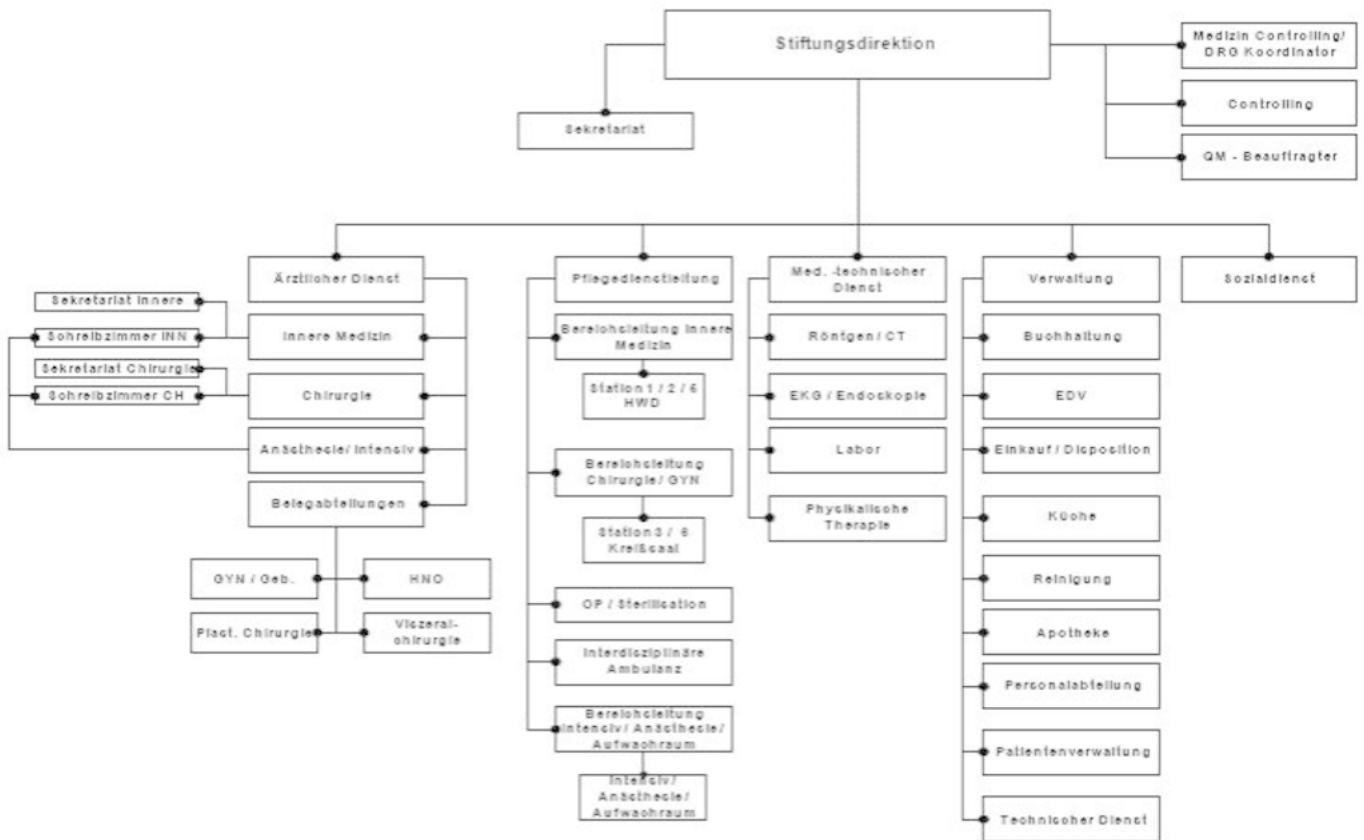 Stiftungsdirektion
Medizin Controlling/
DRG Koordinator
Sekretariat
Controlling
QM - Beauftragter
Ärztlicher Dienst
Pflegedienstleitung
Med. -technischer
Dienst
Verwaltung
Sozialdienst
Sekretariat Innere
Schreibzimmer INN
Innere Medizin
Sekretariat Chirurgie
Schreibzimmer CH
Chirurgie
Anästhesie/ Intensiv
Belegabteilungen
GYN / Geb.
HNO
Plast. Chirurgie
Viszeral-
chirurgie
Bereichsleitung Innere
Medizin
Station 1 / 2 / 5
HWD
Bereichsleitung
Chirurgie/ GYN
Station 3 / 6
Kreißsaal
OP / Sterilisation
Interdisziplinäre
Ambulanz
Bereichsleitung
Intensiv/ Anästhesie/
Aufwachraum
Intensiv/
Anästhesie/
Aufwachraum
Röntgen / CT
EKG / Endoskopie
Labor
Physikalische
Therapie
Buchhaltung
EDV
Einkauf / Disposition
Küche
Reinigung
Apotheke
Personalabteilung
Patientenverwaltung
Technischer Dienst